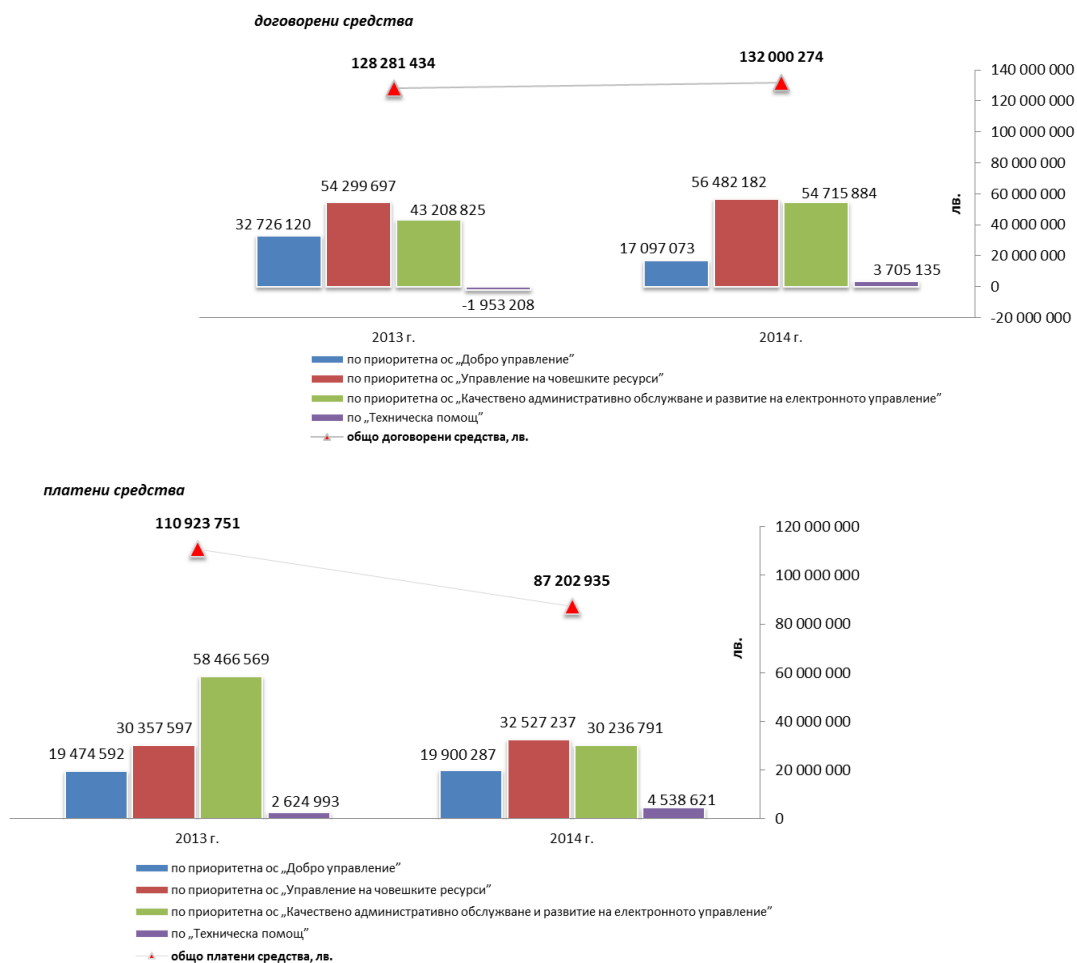 договорени средства
128 281 434
132 000 274
140 000 000
120 000 000
100 000 000
80 000 000
60 000 000
40 000 000
20 000 000
0
-20 000 000
лв.
32 726 120
54 299 697
43 208 825
-1 953 208
17 097 073
56 482 182
54 715 884
3 705 135
2013 г.
2014 г.
по приоритетна ос „Добро управление”
по приоритетна ос „Управление на човешките ресурси”
по приоритетна ос „Качествено административно обслужване и развитие на електронното управление”
по „Техническа помощ”
общо договорени средства, лв.
платени средства
110 923 751
87 202 935
120 000 000
100 000 000
80 000 000
60 000 000
40 000 000
20 000 000
0
лв.
19 474 592
30 357 597
58 466 569
2 624 993
19 900 287
32 527 237
30 236 791
4 538 621
2013 г.
2014 г.
по приоритетна ос „Добро управление”
по приоритетна ос „Управление на човешките ресурси”
по приоритетна ос „Качествено административно обслужване и развитие на електронното управление”
по „Техническа помощ”
общо платени средства, лв.